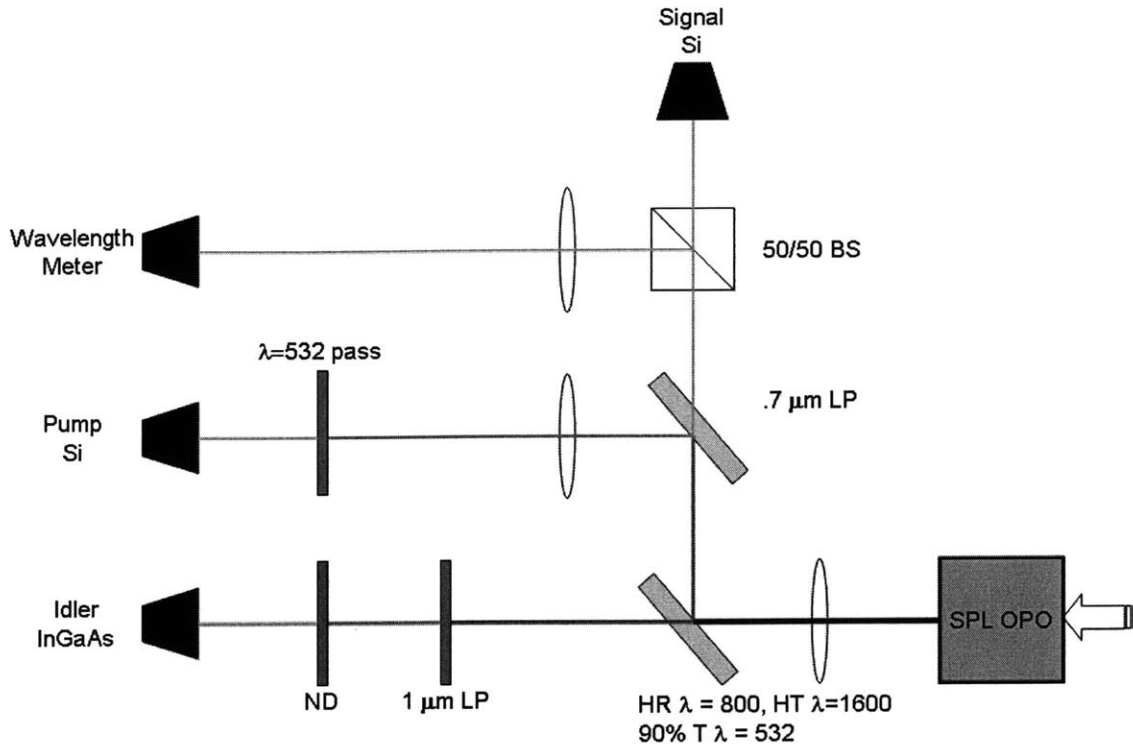 Signal
Si
Wavelength
Meter
50/50 BS
λ=532 pass
.7 μm LP
Pump
Si
Idler
InGaAs
SPL OPO
ND
1 μm LP
HR λ = 800, HT λ=1600
90% T λ = 532